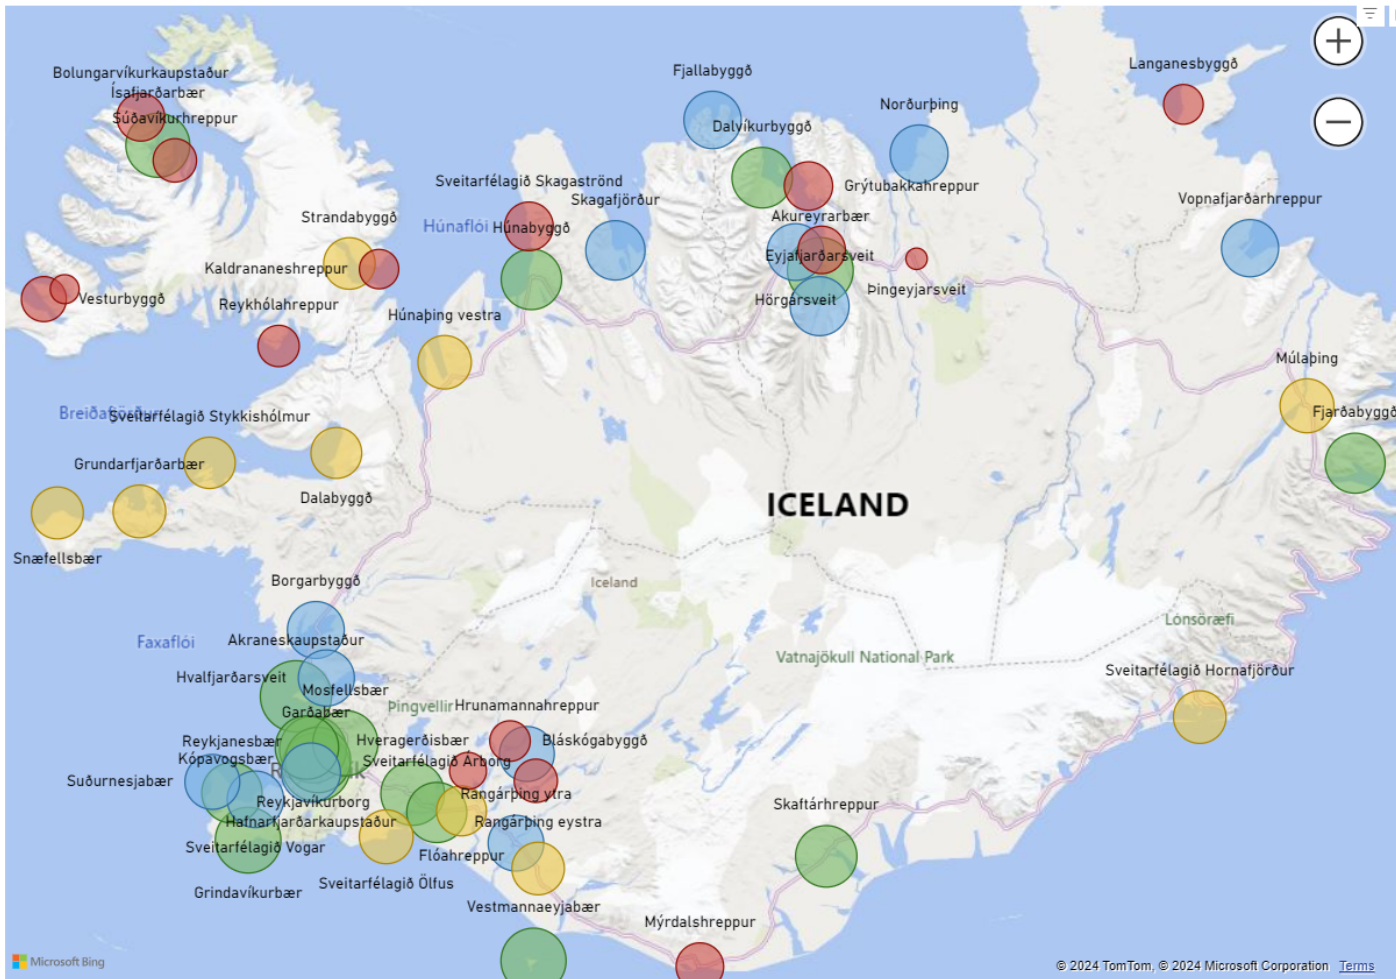 Bolungarvíkurkaupstaður
Ísafjarðarbær
Súðavíkurhreppur
Fjallabyggð
Langanesbyggð
Norðurþing
Dalvíkurbyggð
Sveitarfélagið Skagaströnd
Grýtubakkahreppur
Skagafjörður
Vopnafjarðarhreppur
Strandabyggð
Húnaflói
Húnabyggð
Akureyrarbær
Eyjafjarðarsveit
Kaldrananeshreppur
Þingeyjarsveit
Vesturbyggð
Reykhólahreppur
Hörgársveit
Húnaþing vestra
Múlaþing
Breiðafjörður
Sveitarfélagið Stykkishólmur
Fjarðabyggð
Grundarfjarðarbær
Dalabyggð
ICELAND
Snæfellsbær
Borgarbyggð
Iceland
Lónsöræfi
Faxaflói
Akraneskaupstaður
Vatnajökull National Park
Sveitarfélagið Hornafjörður
Hvalfjarðarsveit
Mosfellsbær
Þingvellir
Hrunamannahreppur
Garðabær
Reykjanesbær
Hveragerðisbær
Bláskógabyggð
Kópavogsbær
Sveitarfélagið Árborg
Suðurnesjabær
Rangárþing ytra
Reykjavíkurborg
Skaftárhreppur
Hafnarfjarðarkaupstaður
Rangárþing eystra
Sveitarfélagið Vogar
Flóahreppur
Grindavíkurbær
Sveitarfélagið Ölfus
Vestmannaeyjabær
Mýrdalshreppur
Microsoft Bing
© 2024 TomTom, © 2024 Microsoft Corporation Terms